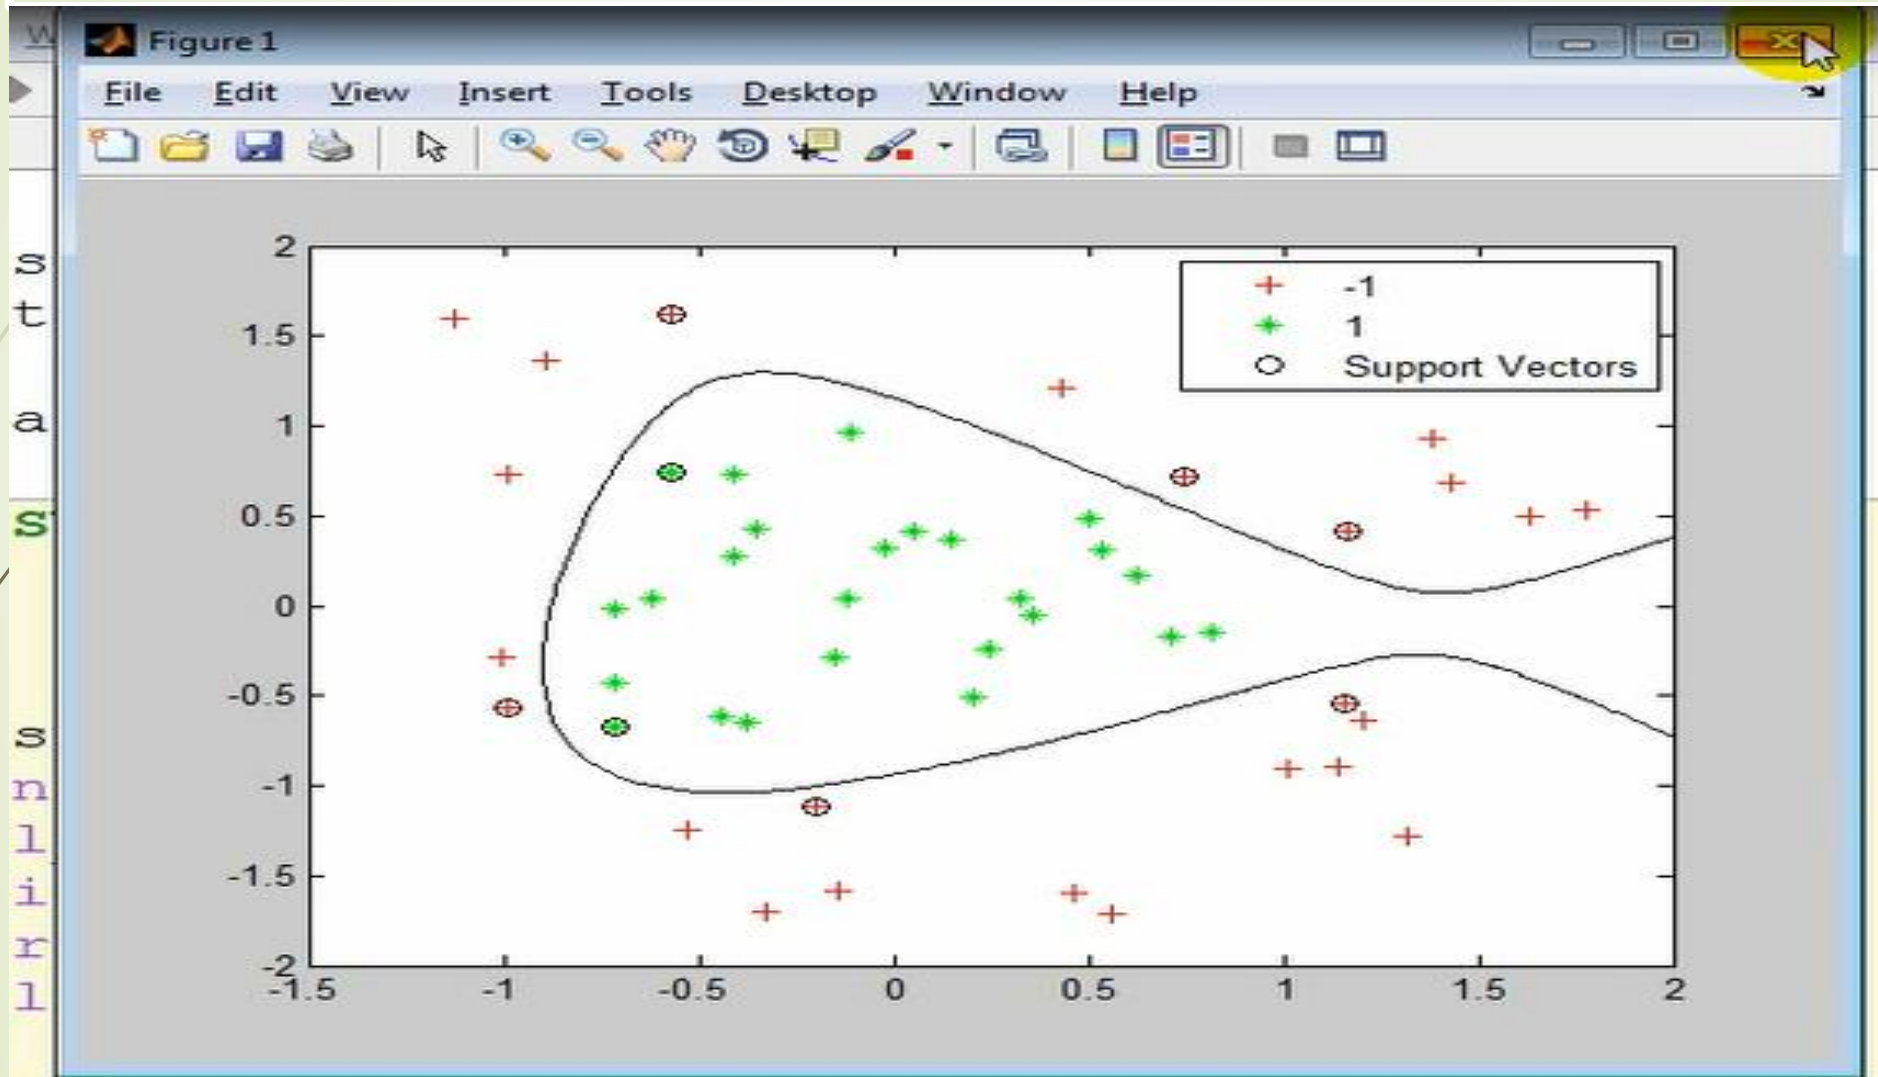 W
Figure 1
File Edit View Insert Tools Desktop Window Help
s
t
a
s
s
n
l
i
r
l
2
1.5
1
0.5
0
-0.5
-1
-1.5
-2
-1.5 -1 -0.5 0 0.5 1 1.5 2
-1
1
Support Vectors